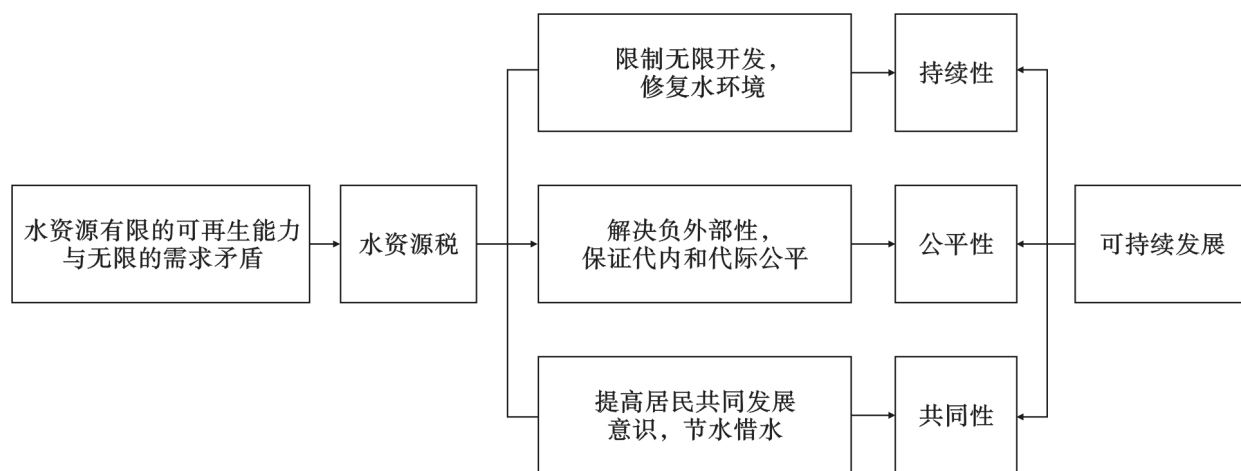 限制无限开发，
修复水环境
持续性
水资源有限的可再生能力
与无限的需求矛盾
水资源税
解决负外部性，
保证代内和代际公平
公平性
可持续发展
提高居民共同发展
意识，节水惜水
共同性